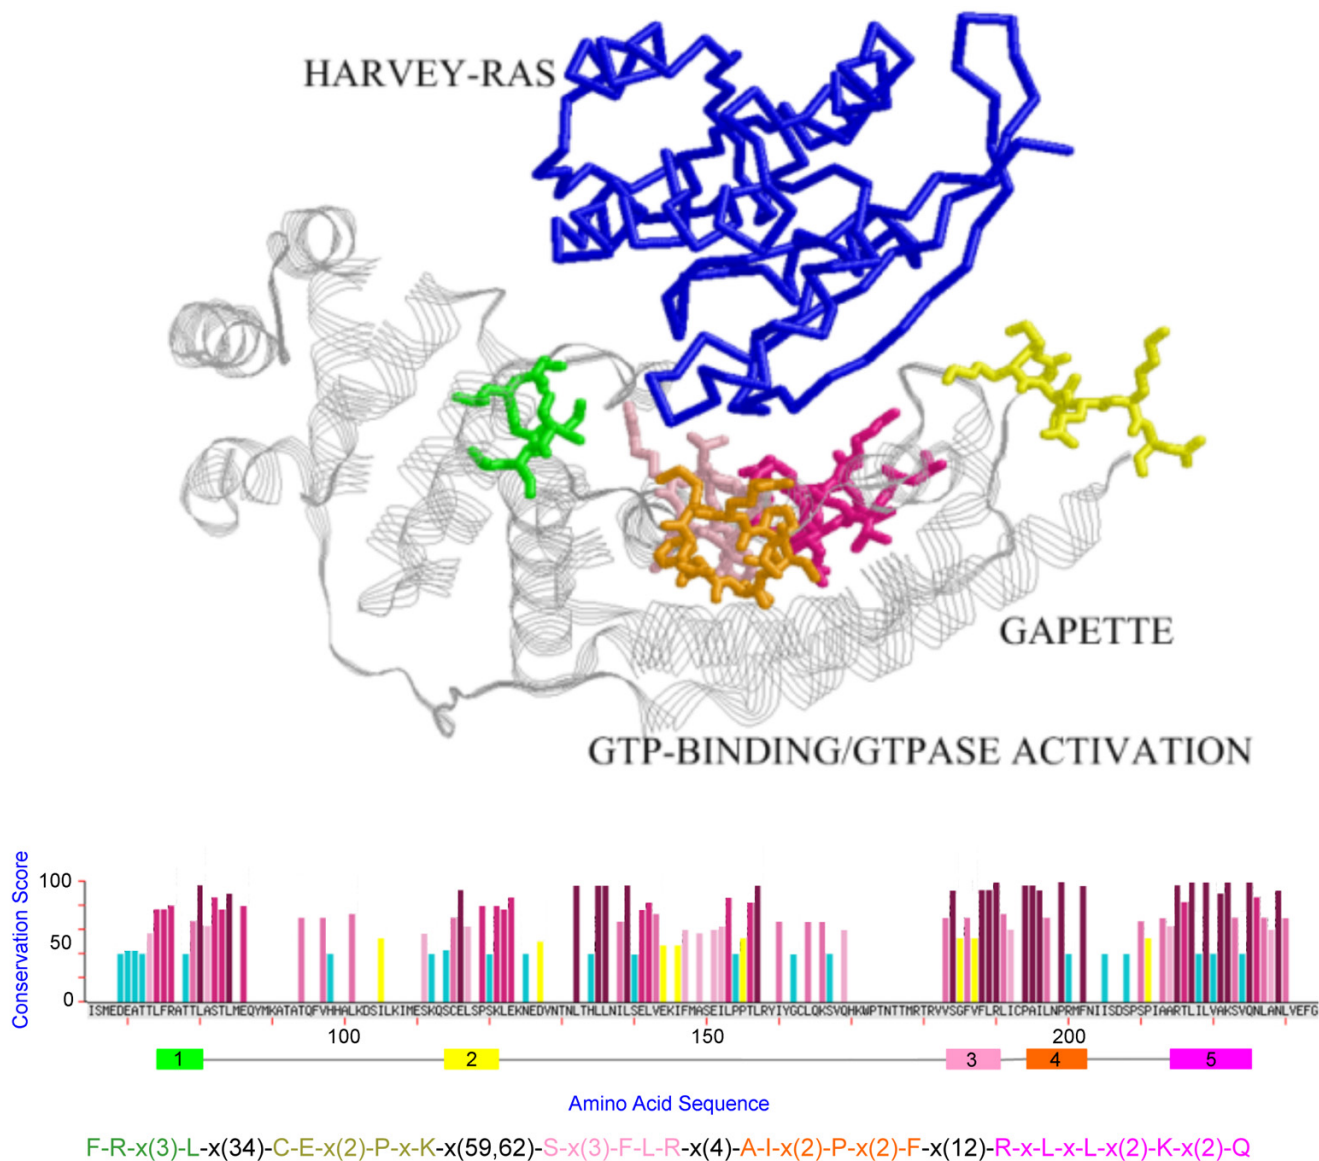 HARVEY-RAS
GAPETTE
GTP-BINDING/GTPASE ACTIVATION
Conservation Score
100
50
0
ISMEDEATTLFRATTLASTLMEQYMKATATQFVHHALKDSILKIMESKQSCELSPSKLEKNEDVNTNLTHLLNILSELVEKIFMASEILPPTLRYIYGCLQKSVQHKWPTNTTMRTRVVSGFVFLRLICPAILNPRMFNIISDSPSPIAARTLILVAKSVQNLANLVEFG
100 150 200
1 2 3 4 5
Amino Acid Sequence
F-R-x(3)-L-x(34)-C-E-x(2)-P-x-K-x(59,62)-S-x(3)-F-L-R-x(4)-A-I-x(2)-P-x(2)-F-x(12)-R-x-L-x-L-x(2)-K-x(2)-Q